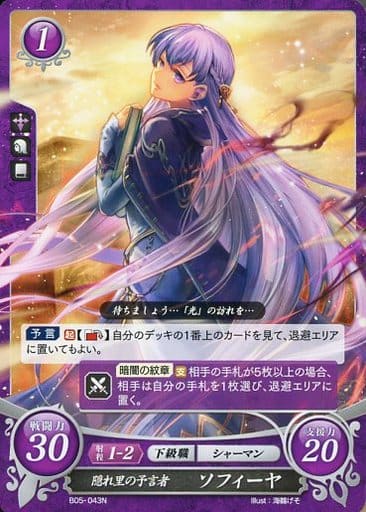 1
待ちましょう…「光」の訪れを…
予言 起【□】自分のデッキの1番上のカードを見て、退避エリア
に置いてもよい。
暗闇の紋章 支 相手の手札が5枚以上の場合、
相手は自分の手札を1枚選び、退避エリアに
置く。
戦闘力
30
射程 1-2
下級職
シャーマン
支援力
20
隠れ里の予言者 ソフィーヤ
B05-043N
Illust:海鵜げそ